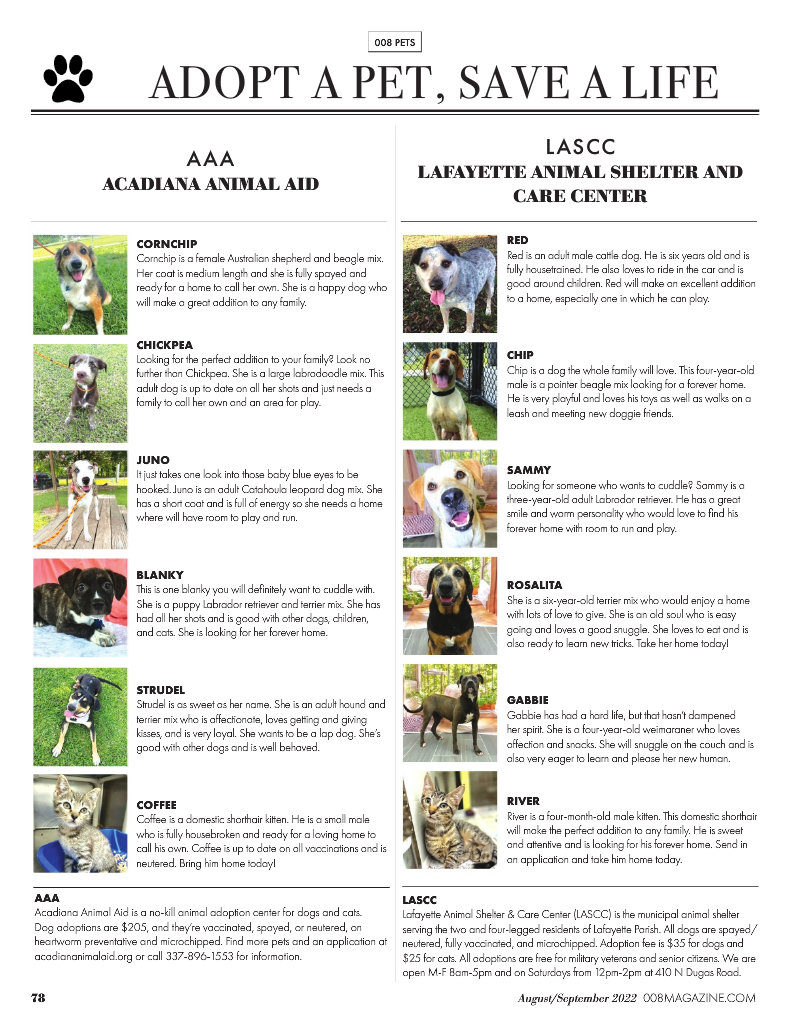 008 PETS
ADOPT A PET, SAVE A LIFE
AAA
ACADIANA ANIMAL AID
CORNCHIP
Cornchip is a female Australian shepherd and beagle mix.
Her coat is medium length and she is fully spayed and
ready for a home to call her own. She is a happy dog who
will make a great addition to any family.
CHICKPEA
Looking for the perfect addition to your family? Look no
further than Chickpea. She is a large labradoodle mix. This
adult dog is up to date on all her shots and just needs a
family to call her own and an area for play.
JUNO
It just takes one look into those baby blue eyes to be
hooked. Juno is an adult Catahoula leopard dog mix. She
has a short coat and is full of energy so she needs a home
where will have room to play and run.
BLANKY
This is one blanky you will definitely want to cuddle with.
She is a puppy Labrador retriever and terrier mix. She has
had all her shots and is good with other dogs, children,
and cats. She is looking for her forever home.
STRUDEL
Strudel is as sweet as her name. She is an adult hound and
terrier mix who is affectionate, loves getting and giving
kisses, and is very loyal. She wants to be a lap dog. She's
good with other dogs and is well behaved.
COFFEE
Coffee is a domestic shorthair kitten. He is a small male
who is fully housebroken and ready for a loving home to
call his own. Coffee is up to date on all vaccinations and is
neutered. Bring him home today!
AAA
Acadiana Animal Aid is a no-kill animal adoption center for dogs and cats.
Dog adoptions are $205, and they're vaccinated, spayed, or neutered, on
heartworm preventative and microchipped. Find more pets and an application at
acadiananimalaid.org or call 337-896-1553 for information.
LASCC
LAFAYETTE ANIMAL SHELTER AND
CARE CENTER
RED
Red is an adult male cattle dog. He is six years old and is
fully housetrained. He also loves to ride in the car and is
good around children. Red will make an excellent addition
to a home, especially one in which he can play.
CHIP
Chip is a dog the whole family will love. This four-year-old
male is a pointer beagle mix looking for a forever home.
He is very playful and loves his toys as well as walks on a
leash and meeting new doggie friends.
SAMMY
Looking for someone who wants to cuddle? Sammy is a
three-year-old adult Labrador retriever. He has a great
smile and warm personality who would love to find his
forever home with room to run and play.
ROSALITA
She is a six-year-old terrier mix who would enjoy a home
with lots of love to give. She is an old soul who is easy
going and loves a good snuggle. She loves to eat and is
also ready to learn new tricks. Take her home today!
GABBIE
Gabbie has had a hard life, but that hasn't dampened
her spirit. She is a four-year-old weimaraner who loves
affection and snacks. She will snuggle on the couch and is
also very eager to learn and please her new human.
RIVER
River is a four-month-old male kitten. This domestic shorthair
will make the perfect addition to any family. He is sweet
and attentive and is looking for his forever home. Send in
an application and take him home today.
LASCC
Lafayette Animal Shelter & Care Center (LASCC) is the municipal animal shelter
serving the two and four-legged residents of Lafayette Parish. All dogs are spayed/
neutered, fully vaccinated, and microchipped. Adoption fee is $35 for dogs and
$25 for cats. All adoptions are free for military veterans and senior citizens. We are
open M-F 8am-5pm and on Saturdays from 12pm-2pm at 410 N Dugas Road.
78
August/September 2022 008MAGAZINE.COM